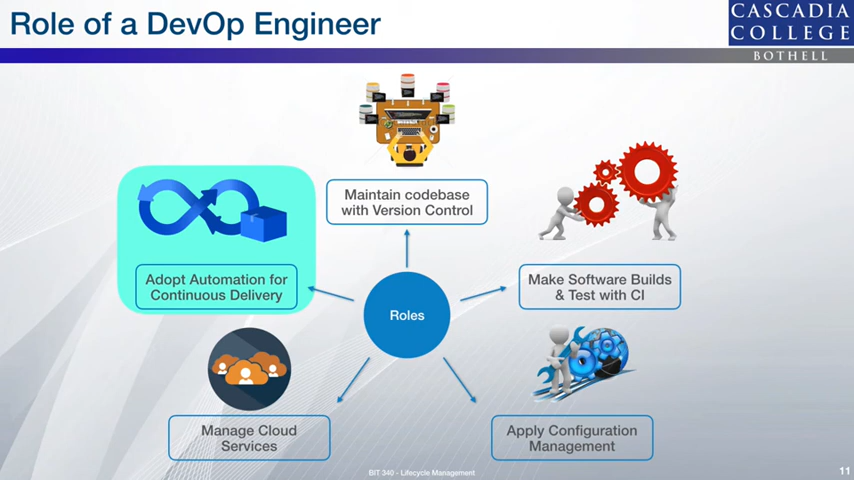 Role of a DevOp Engineer
CASCADIA
COLLEGE
BOTHELL
Maintain codebase
with Version Control
Adopt Automation for
Continuous Delivery
Make Software Builds
& Test with CI
Roles
Manage Cloud
Services
Apply Configuration
Management
BIT 340 - Lifecycle Management
11